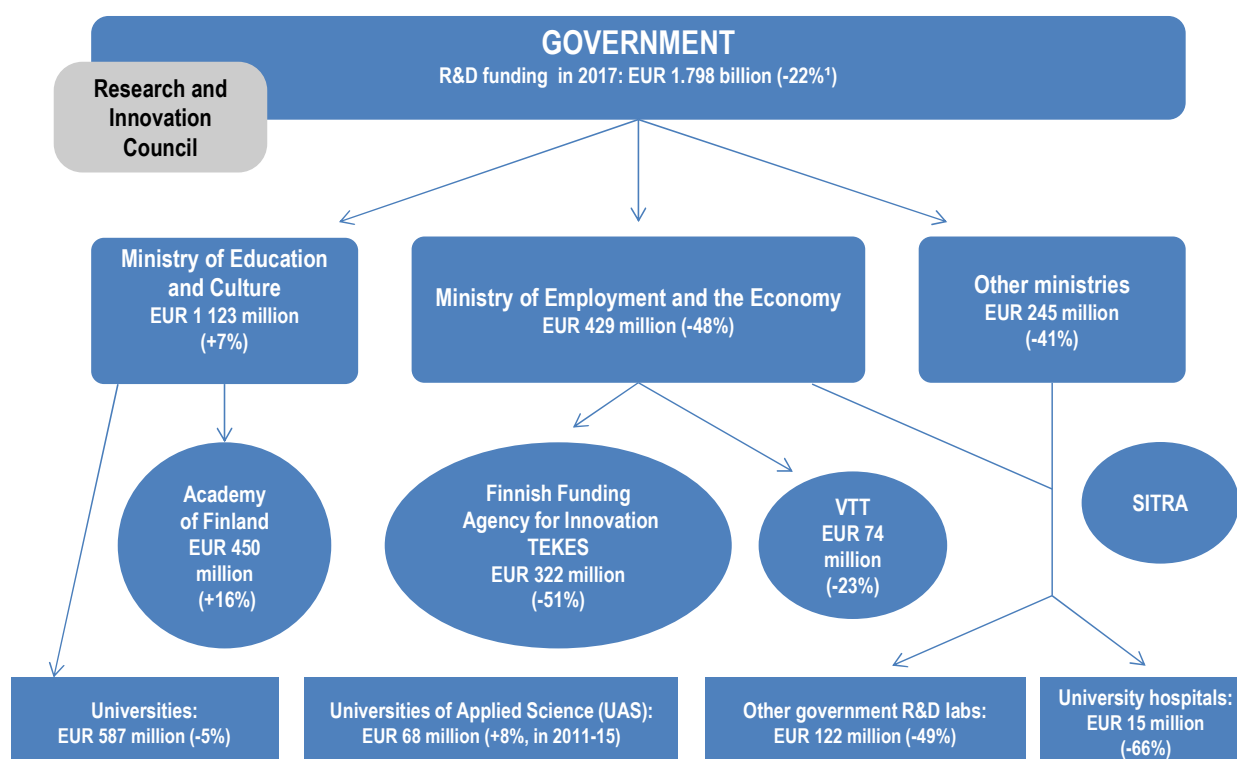 GOVERNMENT
R&D funding in 2017: EUR 1.798 billion (-22%¹)
Research and
Innovation
Council
Ministry of Education
and Culture
EUR 1 123 million
(+7%)
Ministry of Employment and the Economy
EUR 429 million (-48%)
Other ministries
EUR 245 million
(-41%)
Academy
of Finland
EUR 450
million
(+16%)
Finnish Funding
Agency for Innovation
TEKES
EUR 322 million
(-51%)
VTT
EUR 74
million
(-23%)
SITRA
Universities:
EUR 587 million (-5%)
Universities of Applied Science (UAS):
EUR 68 million (+8%, in 2011-15)
Other government R&D labs:
EUR 122 million (-49%)
University hospitals:
EUR 15 million
(-66%)